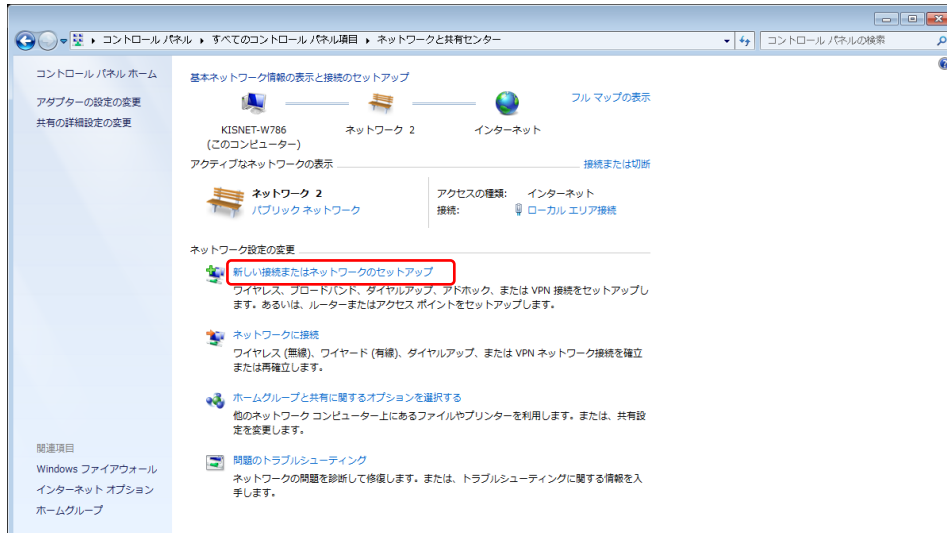 コントロール パネル ▸ すべてのコントロール パネル項目 ▸ ネットワークと共有センター
コントロール パネルの検索
コントロール パネル ホーム
アダプターの設定の変更
共有の詳細設定の変更
基本ネットワーク情報の表示と接続のセットアップ
フル マップの表示
KISNET-W786
(このコンピューター)
ネットワーク 2
インターネット
アクティブなネットワークの表示
接続または切断
ネットワーク 2
パブリック ネットワーク
アクセスの種類: インターネット
接続: ローカル エリア接続
ネットワーク設定の変更
新しい接続またはネットワークのセットアップ
ワイヤレス、ブロードバンド、ダイヤルアップ、アドホック、または VPN 接続をセットアップし
ます。あるいは、ルーターまたはアクセス ポイントをセットアップします。
ネットワークに接続
ワイヤレス (無線)、ワイヤード (有線)、ダイヤルアップ、または VPN ネットワーク接続を確立
または再確立します。
ホームグループと共有に関するオプションを選択する
他のネットワーク コンピューター上にあるファイルやプリンターを利用します。または、共有設
定を変更します。
問題のトラブルシューティング
ネットワークの問題を診断して修復します。または、トラブルシューティングに関する情報を入
手します。
関連項目
Windows ファイアウォール
インターネット オプション
ホームグループ